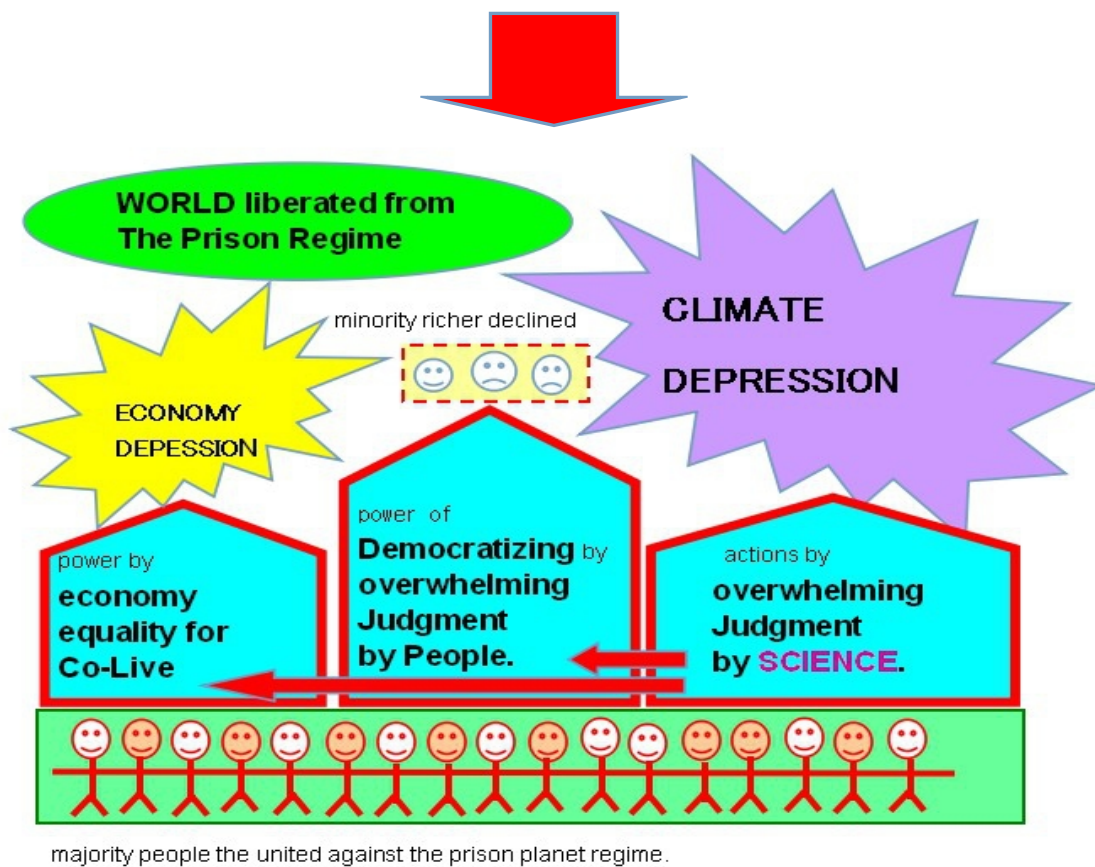 WORLD liberated from
The Prison Regime
minority richer declined
CLIMATE
DEPRESSION
ECONOMY
DEPESSION
power by
economy
equality for
Co-Live
power of
Democratizing by
overwhelming
Judgment
by People.
actions by
overwhelming
Judgment
by SCIENCE.
majority people the united against the prison planet regime.